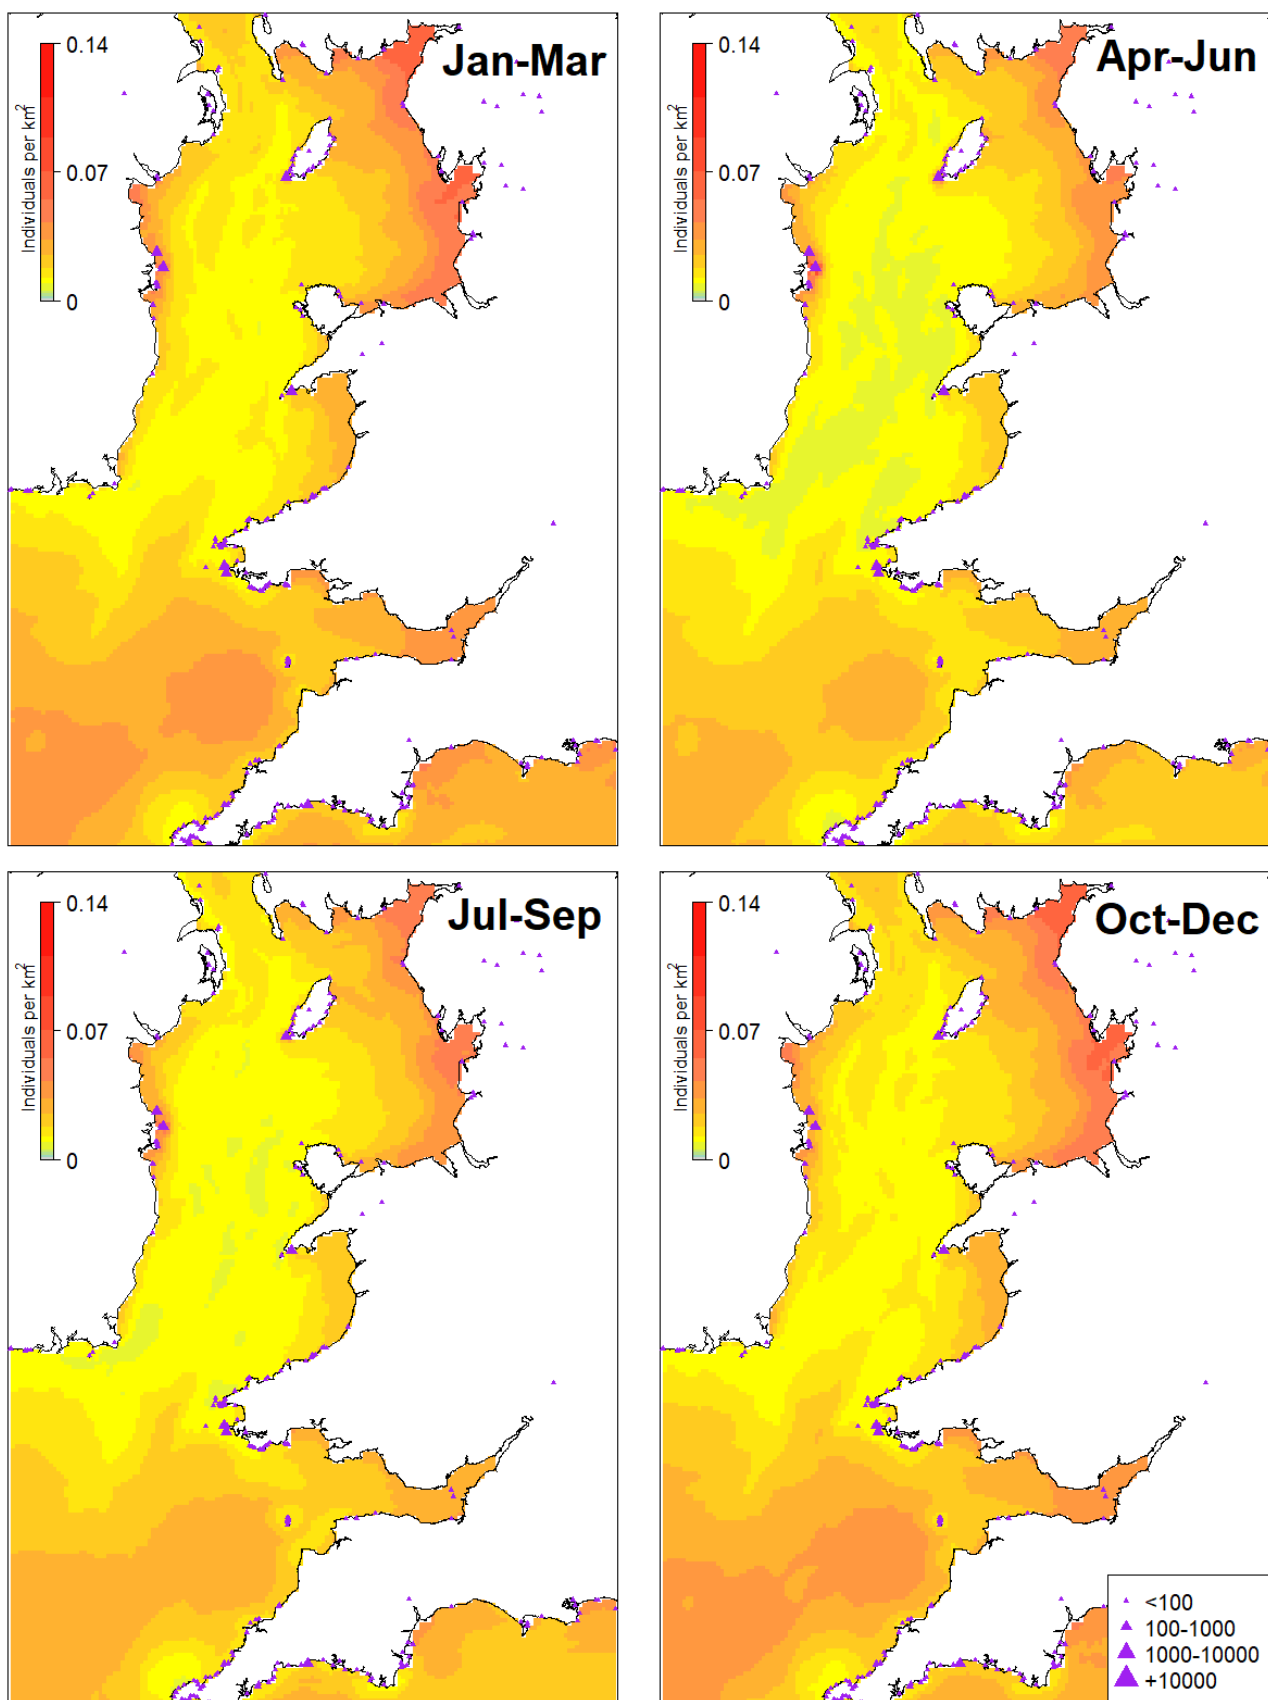 Jan-Mar
0.14
0.07
0
Individuals per km2
Apr-Jun
0.14
0.07
0
Individuals per km2
Jul-Sep
0.14
0.07
0
Individuals per km2
Oct-Dec
0.14
0.07
0
Individuals per km2
<100
100-1000
1000-10000
+10000